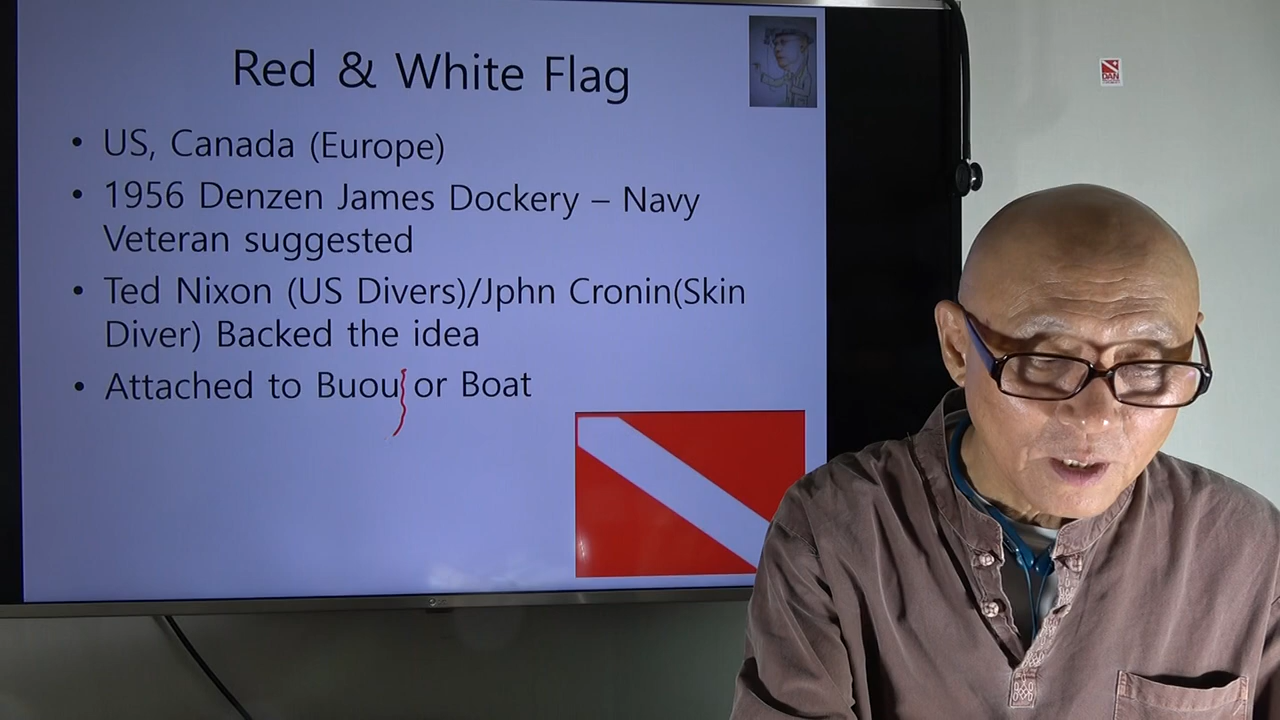 Red & White Flag
• US, Canada (Europe)
• 1956 Denzen James Dockery – Navy
Veteran suggested
• Ted Nixon (US Divers)/Jphn Cronin(Skin
Diver) Backed the idea
• Attached to Buou or Boat
DAN